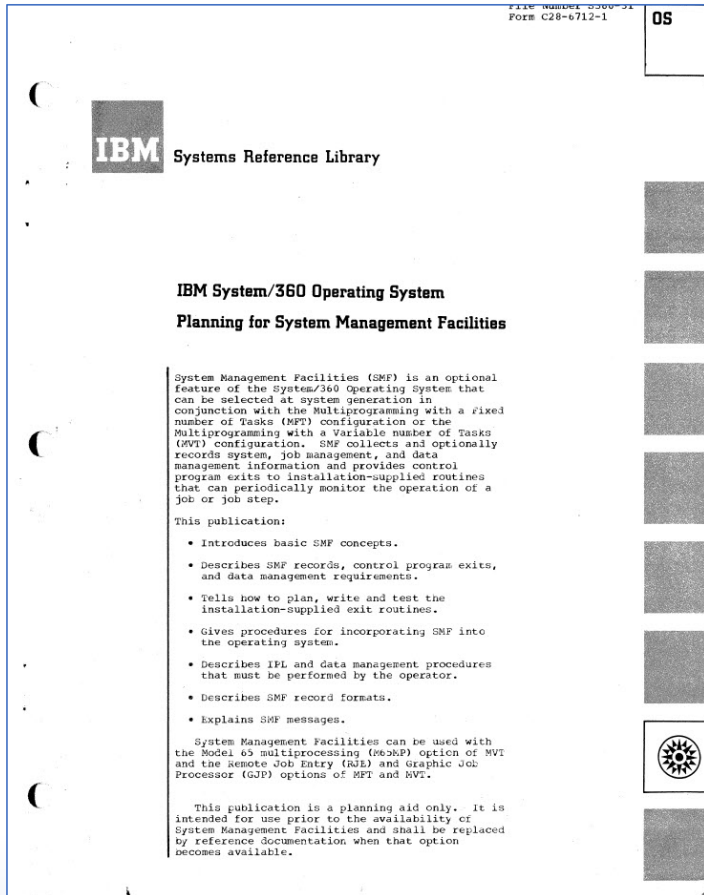 File Number S360-31
Form C28-6712-1
OS
IBM
Systems Reference Library
IBM System/360 Operating System
Planning for System Management Facilities
System Management Facilities (SMF) is an optional
feature of the System/360 Operating System that
can be selected at system generation in
conjunction with the Multiprogramming with a Fixed
number of Tasks (MFT) configuration or the
Multiprogramming with a Variable number of Tasks
(MVT) configuration.  SMF collects and optionally
records system, job management, and data
management information and provides control
program exits to installation-supplied routines
that can periodically monitor the operation of a
job or job step.
This publication:
• Introduces basic SMF concepts.
• Describes SMF records, control program exits,
and data management requirements.
• Tells how to plan, write and test the
installation-supplied exit routines.
• Gives procedures for incorporating SMF into
the operating system.
• Describes IPL and data management procedures
that must be performed by the operator.
• Describes SMF record formats.
• Explains SMF messages.
System Management Facilities can be used with
the Model 65 multiprocessing (M65MP) option of MVT
and the Remote Job Entry (RJE) and Graphic Job
Processor (GJP) options of MFT and MVT.
This publication is a planning aid only.  It is
intended for use prior to the availability of
System Management Facilities and shall be replaced
by reference documentation when that option
becomes available.